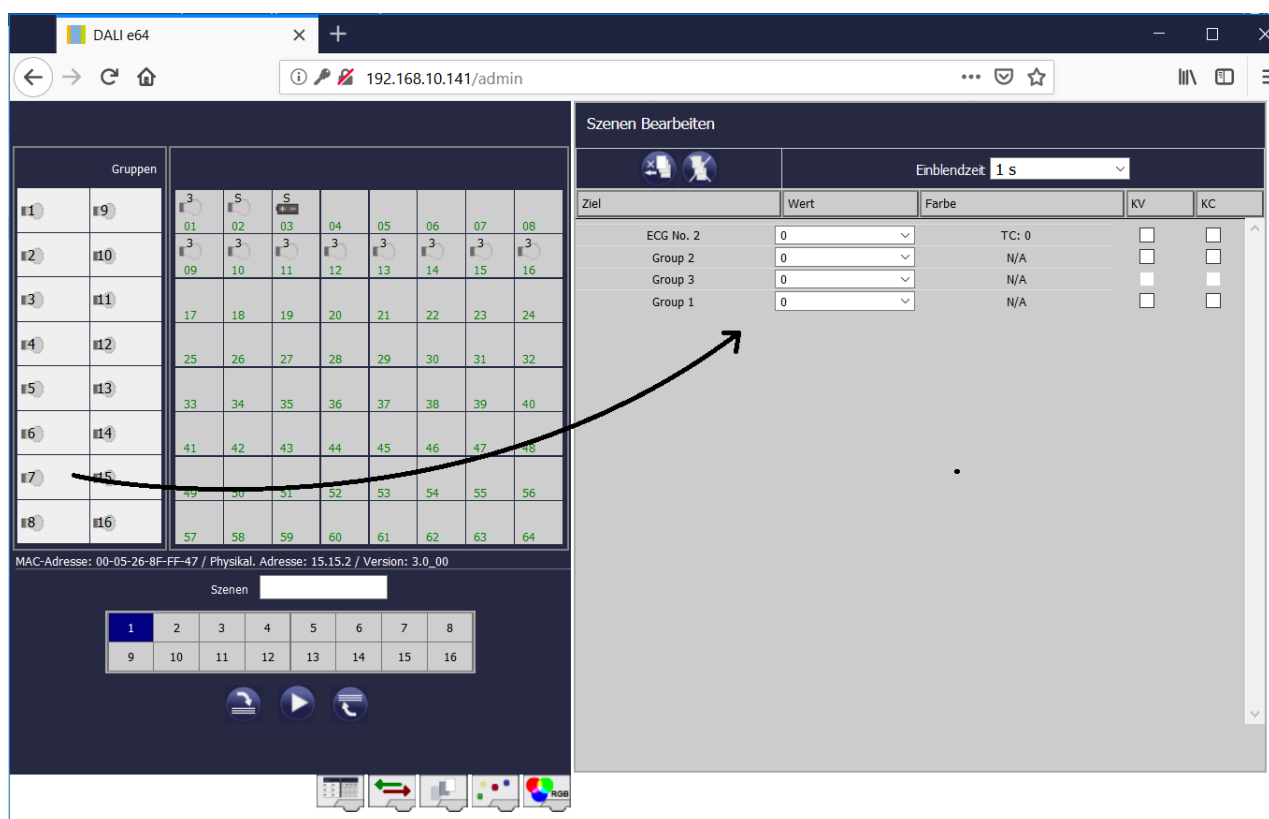 DALI e64
192.168.10.141/admin
Szenen Bearbeiten
Gruppen
Einblendzeit 1 s
Ziel Wert Farbe KV KC
1 9
2 10
3 11
4 12
5 13
6 14
7 15
8 16
3 S S
01 02 03 04 05 06 07 08
3 3 3 3 3 3 3 3
09 10 11 12 13 14 15 16
17 18 19 20 21 22 23 24
25 26 27 28 29 30 31 32
33 34 35 36 37 38 39 40
41 42 43 44 45 46 47 48
49 50 51 52 53 54 55 56
57 58 59 60 61 62 63 64
ECG No. 2 0 TC: 0
Group 2 0 N/A
Group 3 0 N/A
Group 1 0 N/A
MAC-Adresse: 00-05-26-8F-FF-47 / Physikal. Adresse: 15.15.2 / Version: 3.0_00
Szenen
1 2 3 4 5 6 7 8
9 10 11 12 13 14 15 16
RGB